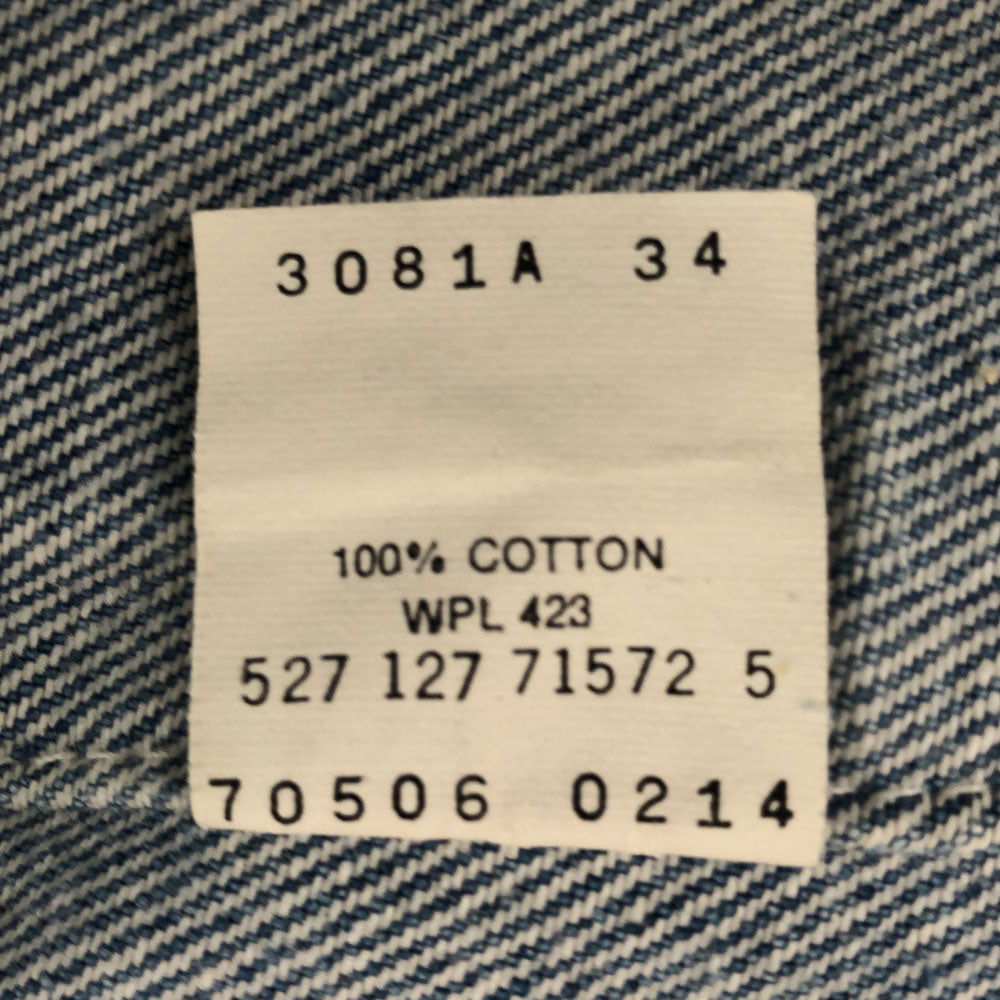 3081A 34
100% COTTON
WPL 423
527 127 71572 5
70506 0214